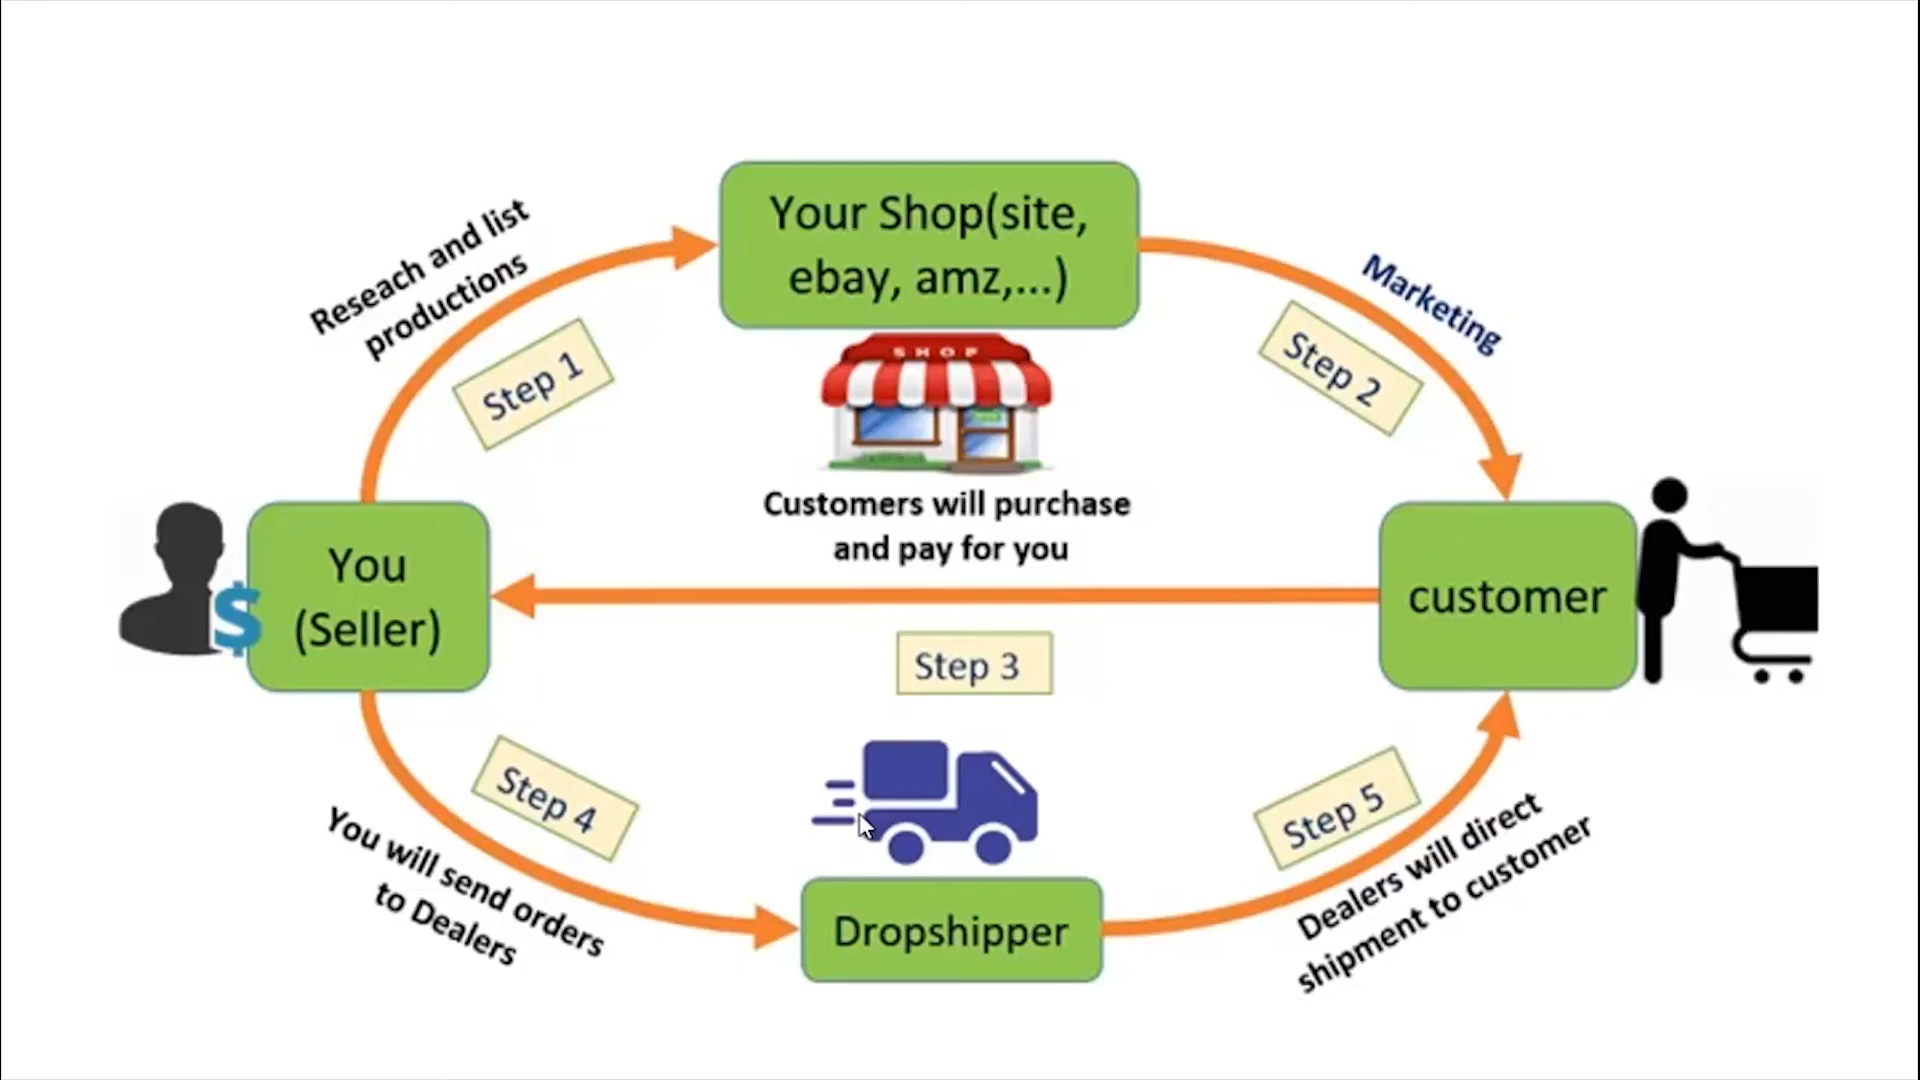 Your Shop(site,
ebay, amz,...)
Reseach and list
productions
Step 1
Marketing
Step 2
SHOP
Customers will purchase
and pay for you
You
(Seller)
$
customer
Step 3
Step 4
You will send orders
to Dealers
Step 5
Dealers will direct
shipment to customer
Dropshipper